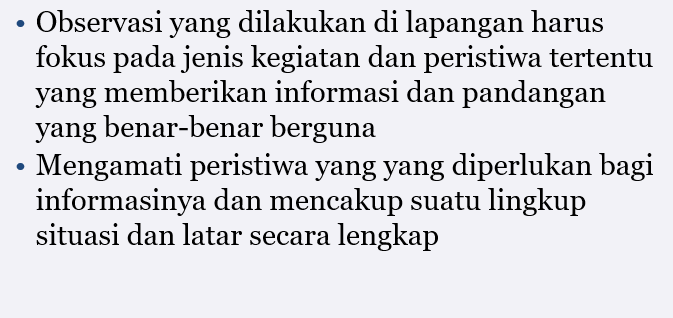 • Observasi yang dilakukan di lapangan harus
fokus pada jenis kegiatan dan peristiwa tertentu
yang memberikan informasi dan pandangan
yang benar-benar berguna
• Mengamati peristiwa yang yang diperlukan bagi
informasinya dan mencakup suatu lingkup
situasi dan latar secara lengkap